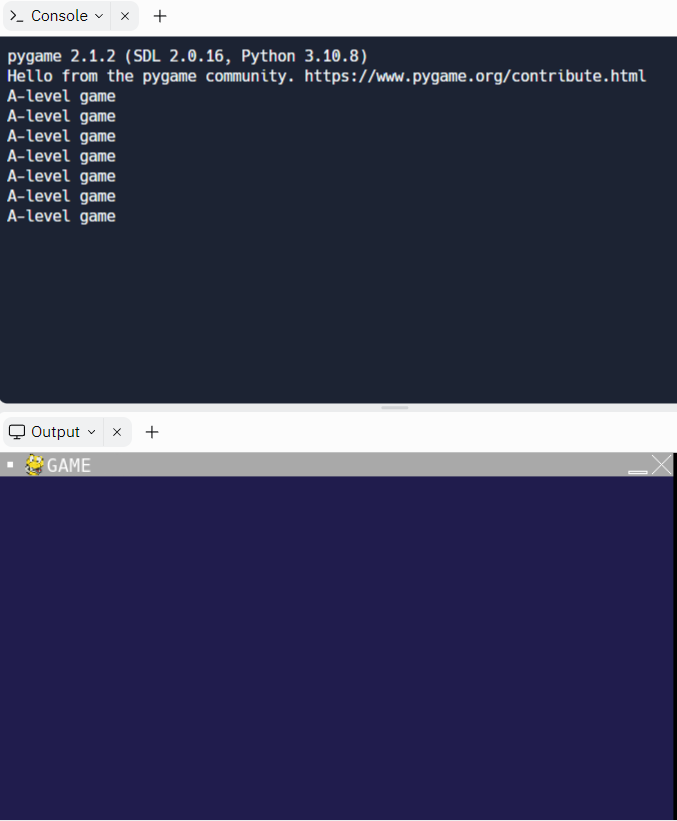 Console
pygame 2.1.2 (SDL 2.0.16, Python 3.10.8)
Hello from the pygame community. https://www.pygame.org/contribute.html
A-level game
A-level game
A-level game
A-level game
A-level game
A-level game
A-level game
Output
GAME